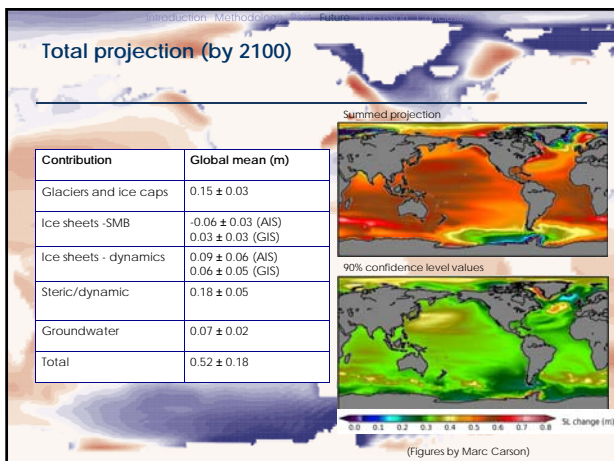 Introduction Methodology Past Future
Total projection (by 2100)
Summed projection
Contribution Global mean (m)
Glaciers and ice caps 0.15 ± 0.03
Ice sheets -SMB -0.06 ± 0.03 (AIS)
0.03 ± 0.03 (GIS)
Ice sheets - dynamics 0.09 ± 0.06 (AIS)
0.06 ± 0.05 (GIS)
Steric/dynamic 0.18 ± 0.05
Groundwater 0.07 ± 0.02
Total 0.52 ± 0.18
90% confidence level values
0.0 0.1 0.2 0.3 0.4 0.5 0.6 0.7 0.8 SL change (m)
(Figures by Marc Carson)